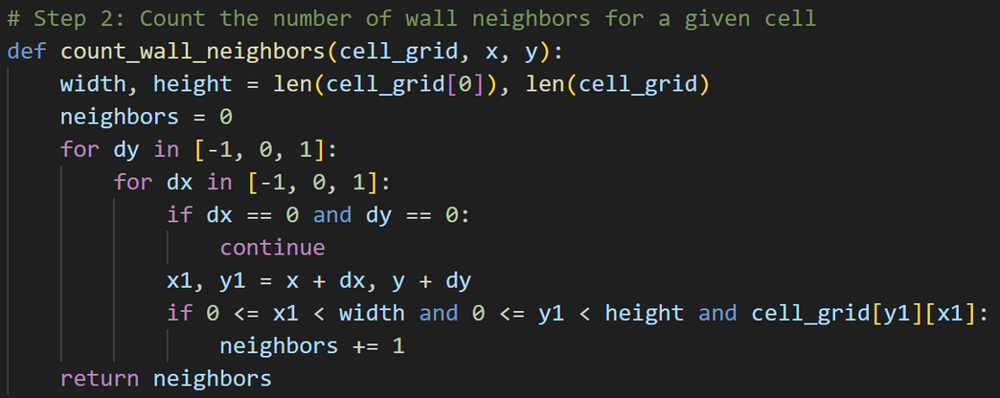 # Step 2: Count the number of wall neighbors for a given cell
def count_wall_neighbors(cell_grid, x, y):
    width, height = len(cell_grid[0]), len(cell_grid)
    neighbors = 0
    for dy in [-1, 0, 1]:
        for dx in [-1, 0, 1]:
            if dx == 0 and dy == 0:
                continue
            x1, y1 = x + dx, y + dy
            if 0 <= x1 < width and 0 <= y1 < height and cell_grid[y1][x1]:
                neighbors += 1
    return neighbors